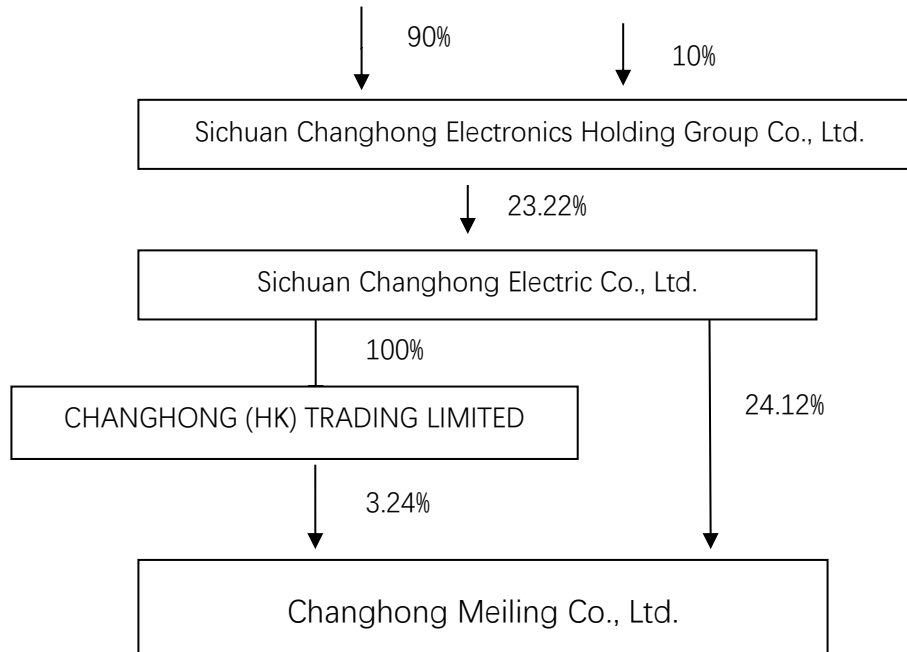 90%
10%
Sichuan Changhong Electronics Holding Group Co., Ltd.
23.22%
Sichuan Changhong Electric Co., Ltd.
100%
CHANGHONG (HK) TRADING LIMITED
24.12%
3.24%
Changhong Meiling Co., Ltd.